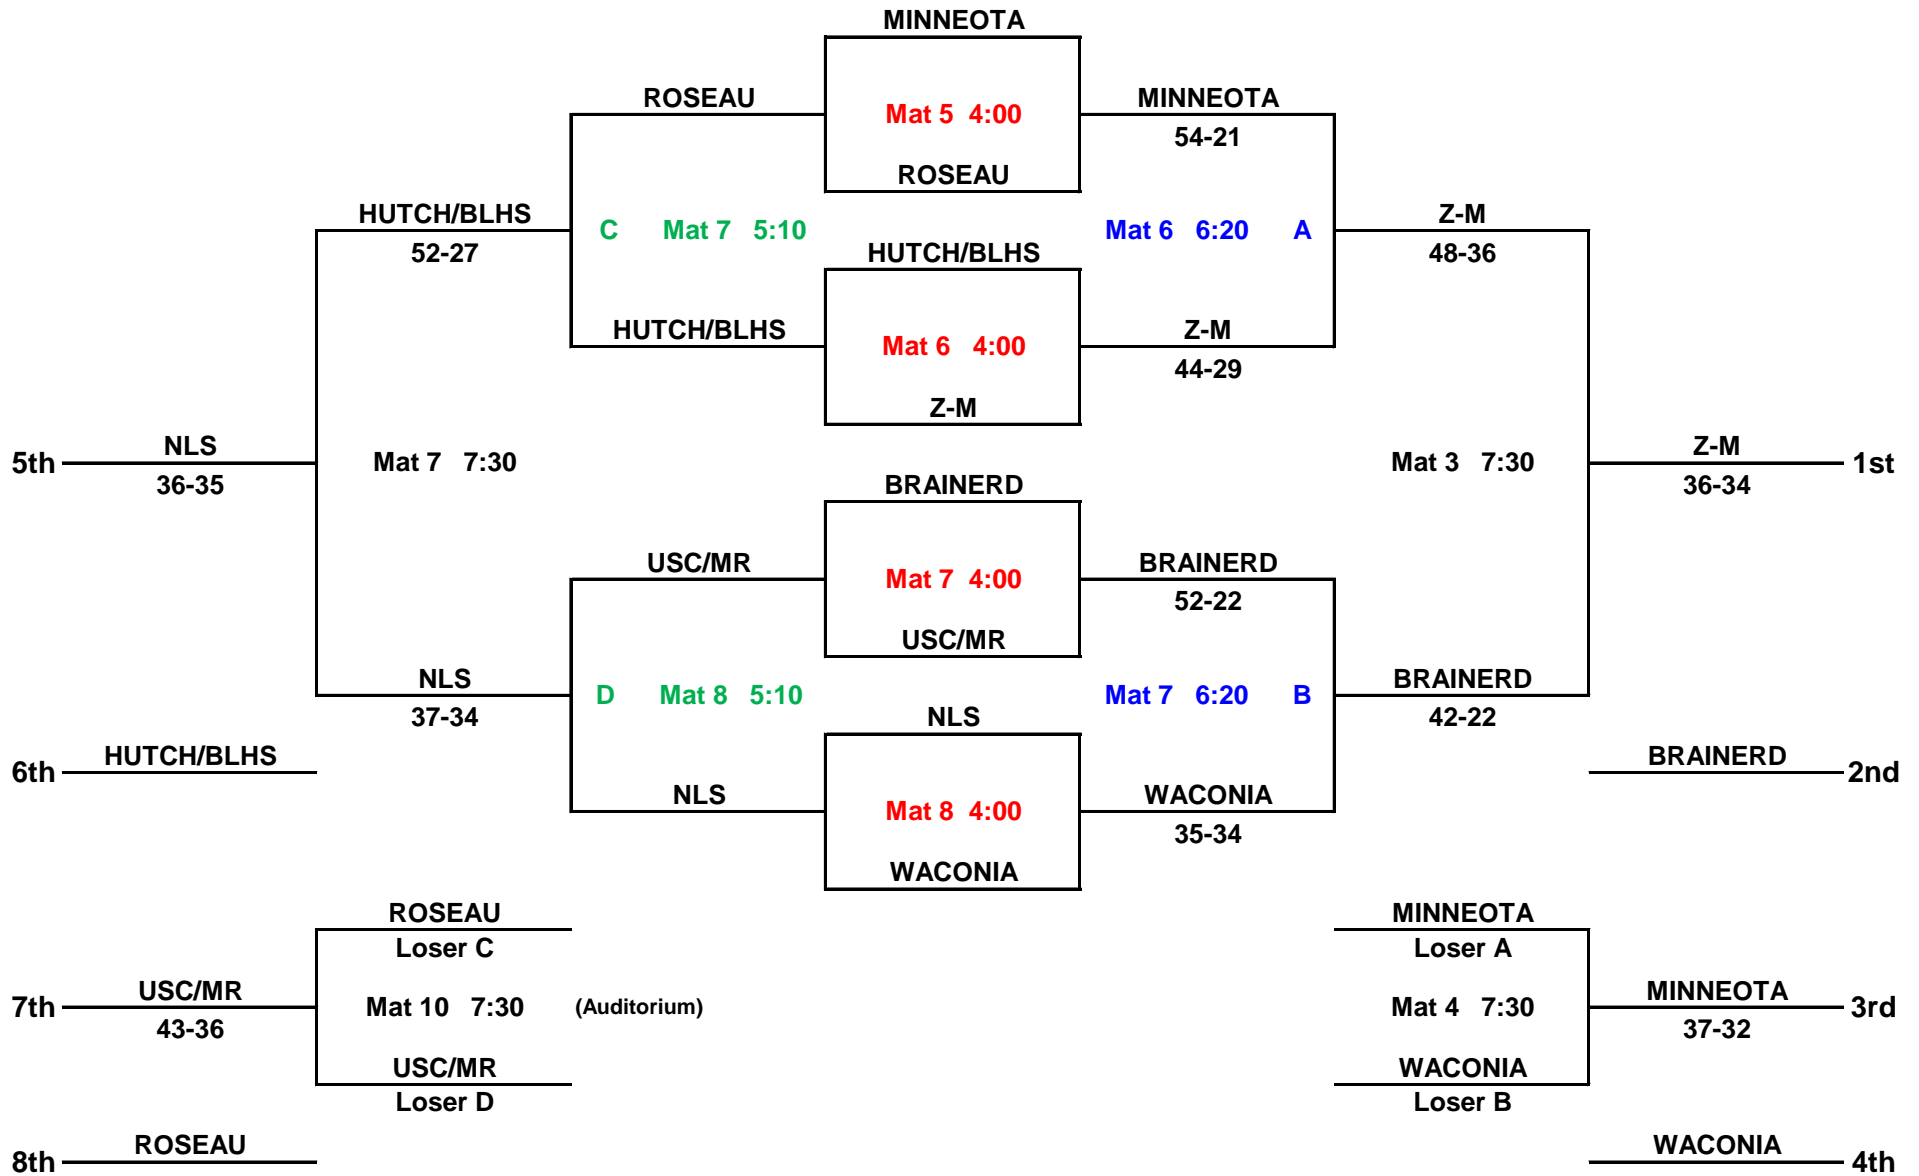 MINNEOTA
ROSEAU
Mat 5 4:00
MINNEOTA
54-21
ROSEAU
HUTCH/BLHS
52-27
C Mat 7 5:10
Mat 6 6:20 A
Z-M
48-36
HUTCH/BLHS
HUTCH/BLHS
Mat 6 4:00
Z-M
44-29
Z-M
5th
NLS
36-35
Mat 7 7:30
Mat 3 7:30
Z-M
36-34
1st
BRAINERD
USC/MR
Mat 7 4:00
BRAINERD
52-22
USC/MR
NLS
37-34
D Mat 8 5:10
Mat 7 6:20 B
BRAINERD
42-22
NLS
6th
HUTCH/BLHS
BRAINERD
2nd
NLS
Mat 8 4:00
WACONIA
35-34
WACONIA
ROSEAU
Loser C
MINNEOTA
Loser A
7th
USC/MR
43-36
Mat 10 7:30 (Auditorium)
Mat 4 7:30
MINNEOTA
37-32
3rd
USC/MR
Loser D
WACONIA
Loser B
8th
ROSEAU
WACONIA
4th